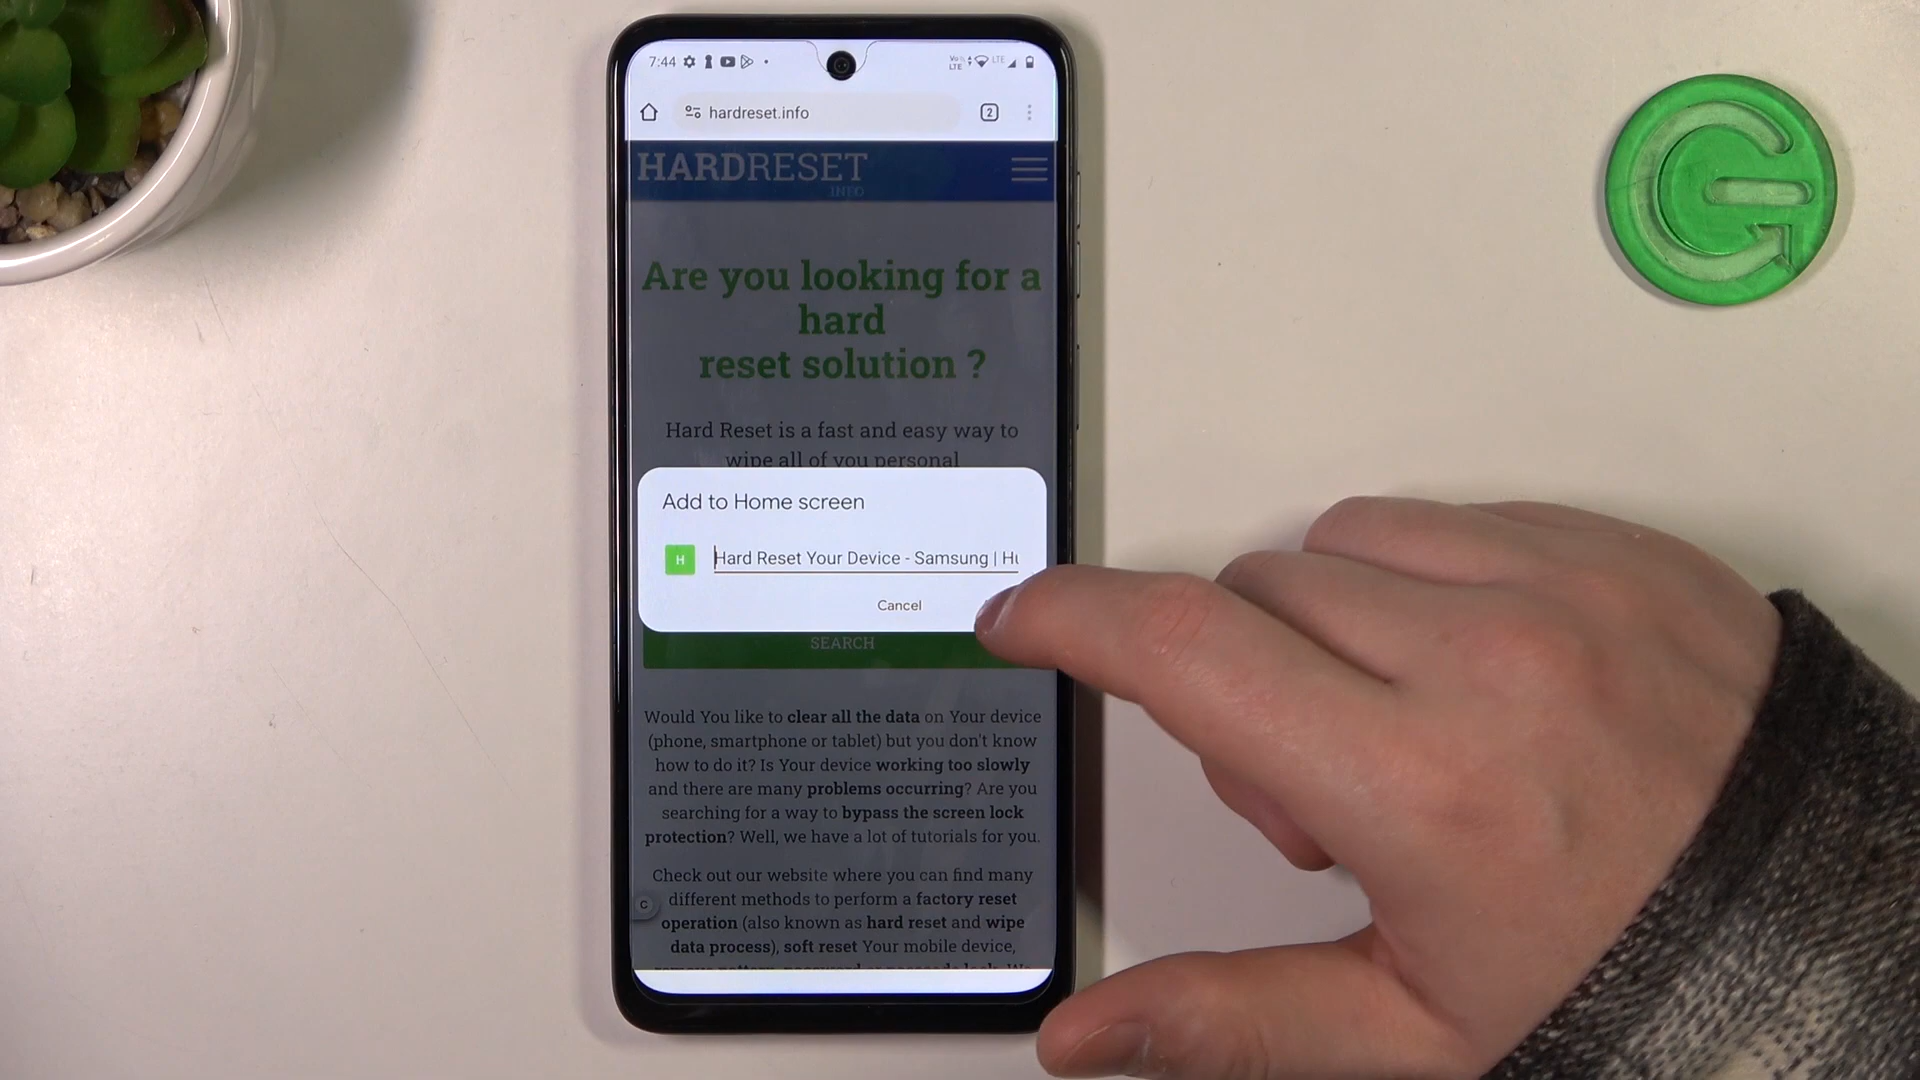 7:44 Vo LTE LTE
hardreset.info 2
HARDRESET
.INFO
Are you looking for a
hard
reset solution ?
Hard Reset is a fast and easy way to
wipe all of you personal
Add to Home screen
H Hard Reset Your Device - Samsung | Hu
Cancel
SEARCH
Would You like to clear all the data on Your device
(phone, smartphone or tablet) but you don't know
how to do it? Is Your device working too slowly
and there are many problems occurring? Are you
searching for a way to bypass the screen lock
protection? Well, we have a lot of tutorials for you.
Check out our website where you can find many
different methods to perform a factory reset
C
operation (also known as hard reset and wipe
data process), soft reset Your mobile device,